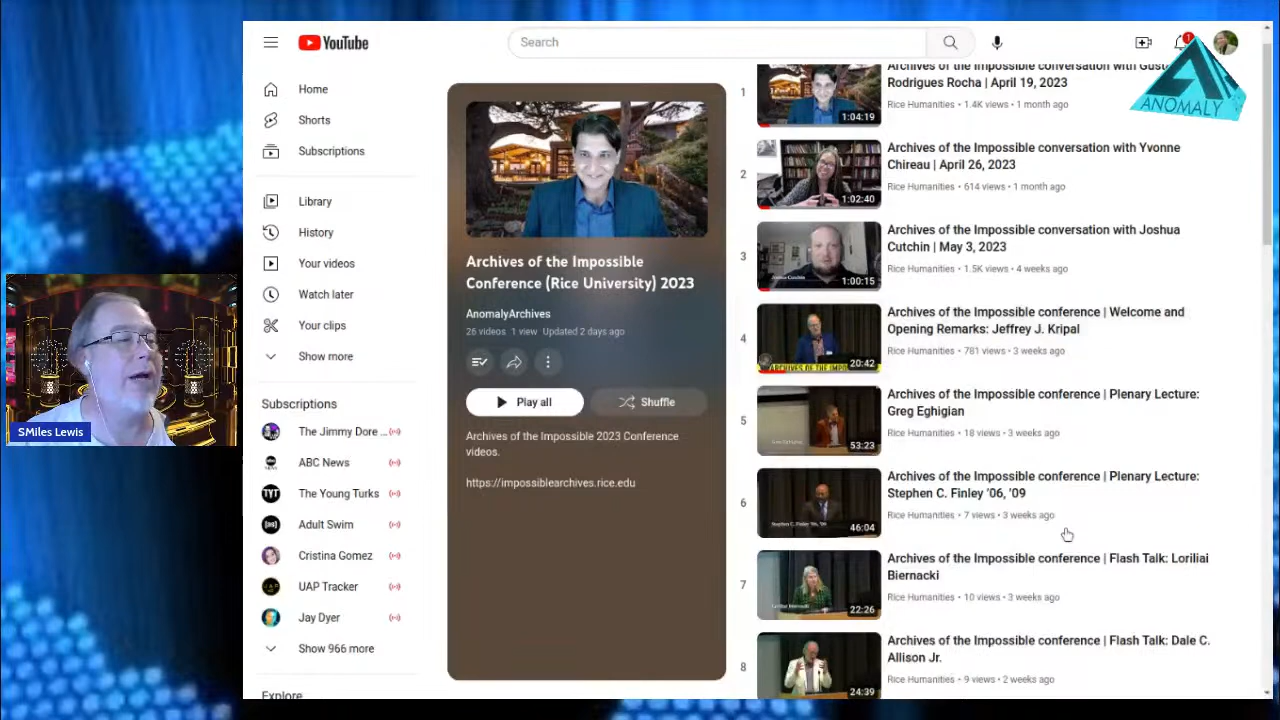 YouTube
Search
1
ANOMALY
Home
Shorts
Subscriptions
Library
History
Your videos
Watch later
Your clips
Show more
Subscriptions
The Jimmy Dore ...
ABC News
The Young Turks
Adult Swim
Cristina Gomez
UAP Tracker
Jay Dyer
Show 966 more
Explore
SMiles Lewis
Archives of the Impossible
Conference (Rice University) 2023
AnomalyArchives
26 videos 1 view Updated 2 days ago
Play all
Shuffle
Archives of the Impossible 2023 Conference
videos.
https://impossiblearchives.rice.edu
1
1:04:19
Archives of the Impossible conversation with Gustavo
Rodrigues Rocha | April 19, 2023
Rice Humanities • 1.4K views • 1 month ago
2
1:02:40
Archives of the Impossible conversation with Yvonne
Chireau | April 26, 2023
Rice Humanities • 614 views • 1 month ago
3
1:00:15
Archives of the Impossible conversation with Joshua
Cutchin | May 3, 2023
Rice Humanities • 1.5K views • 4 weeks ago
4
20:42
Archives of the Impossible conference | Welcome and
Opening Remarks: Jeffrey J. Kripal
Rice Humanities • 781 views • 3 weeks ago
5
53:23
Archives of the Impossible conference | Plenary Lecture:
Greg Eghigian
Rice Humanities • 18 views • 3 weeks ago
6
Stephen C. Finley '06, '09
46:04
Archives of the Impossible conference | Plenary Lecture:
Stephen C. Finley '06, '09
Rice Humanities • 7 views • 3 weeks ago
7
22:26
Archives of the Impossible conference | Flash Talk: Loriliai
Biernacki
Rice Humanities • 10 views • 3 weeks ago
8
24:39
Archives of the Impossible conference | Flash Talk: Dale C.
Allison Jr.
Rice Humanities • 9 views • 2 weeks ago